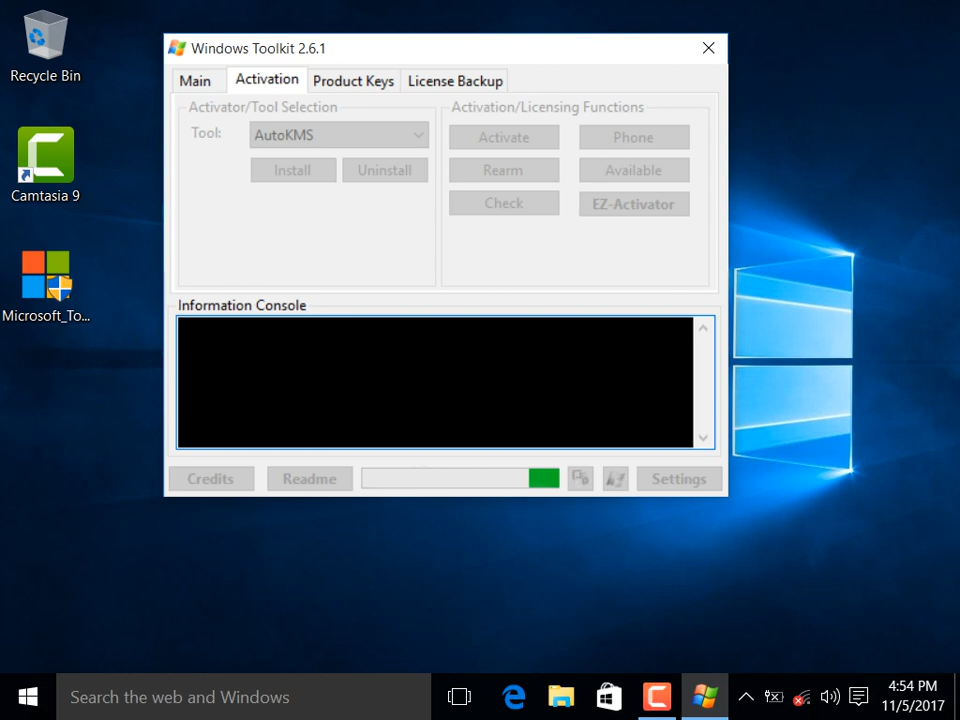 Recycle Bin
Camtasia 9
Microsoft_To...
Windows Toolkit 2.6.1
Main
Activation
Product Keys
License Backup
Activator/Tool Selection
Tool:
AutoKMS
Install
Uninstall
Activation/Licensing Functions
Activate
Phone
Rearm
Available
Check
EZ-Activator
Information Console
Credits
Readme
Settings
Search the web and Windows
4:54 PM
11/5/2017